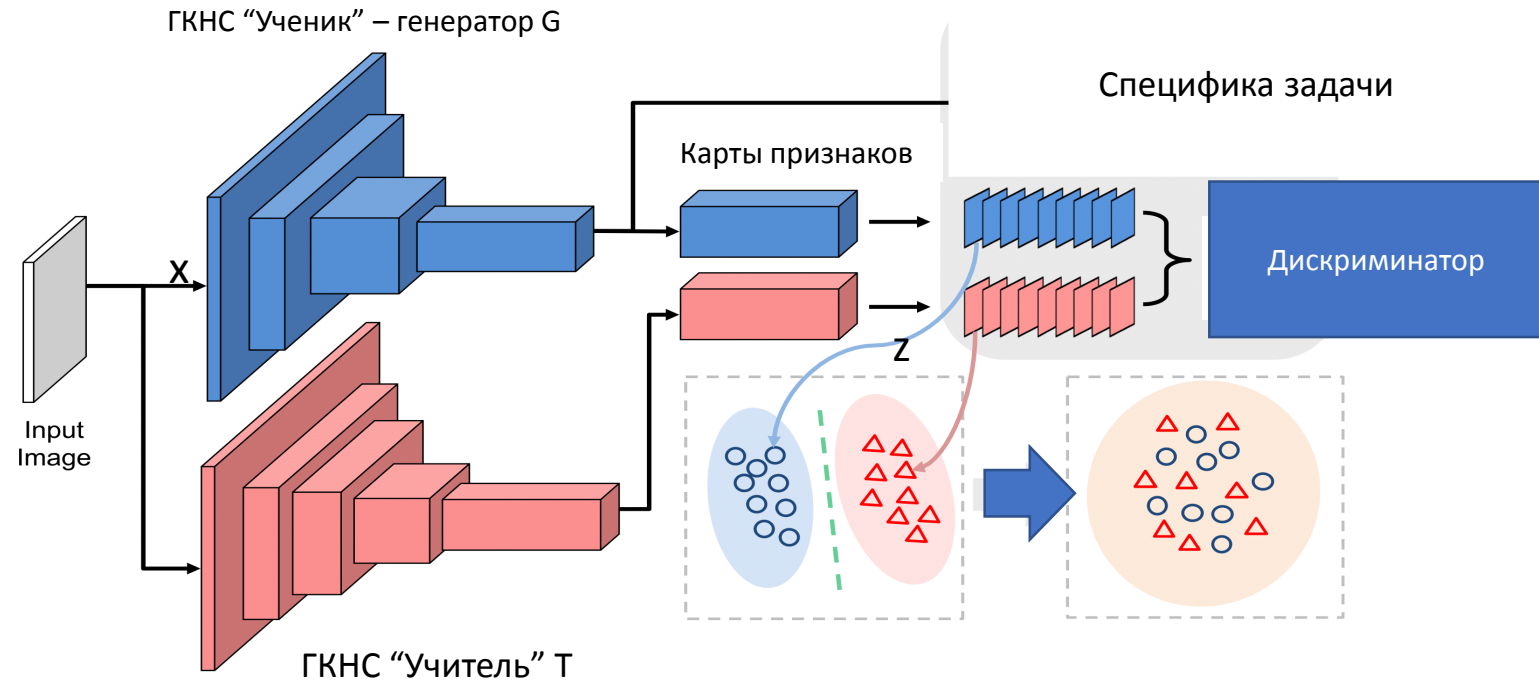 ГКНС “Ученик” – генератор G
Специфика задачи
Карты признаков
X
Дискриминатор
Z
Input
Image
ГКНС “Учитель” T